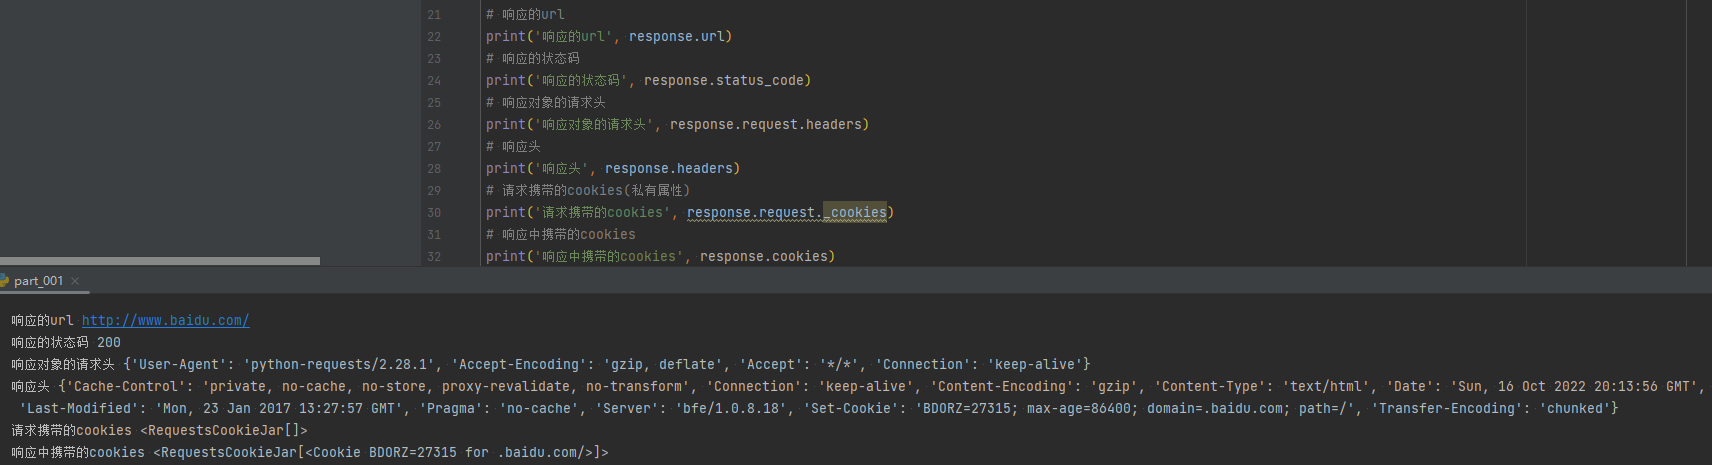 21 # 响应的url
22 print('响应的url', response.url)
23 # 响应的状态码
24 print('响应的状态码', response.status_code)
25 # 响应对象的请求头
26 print('响应对象的请求头', response.request.headers)
27 # 响应头
28 print('响应头', response.headers)
29 # 请求携带的cookies(私有属性)
30 print('请求携带的cookies', response.request._cookies)
31 # 响应中携带的cookies
32 print('响应中携带的cookies', response.cookies)
part_001 ×
响应的url http://www.baidu.com/
响应的状态码 200
响应对象的请求头 {'User-Agent': 'python-requests/2.28.1', 'Accept-Encoding': 'gzip, deflate', 'Accept': '*/*', 'Connection': 'keep-alive'}
响应头 {'Cache-Control': 'private, no-cache, no-store, proxy-revalidate, no-transform', 'Connection': 'keep-alive', 'Content-Encoding': 'gzip', 'Content-Type': 'text/html', 'Date': 'Sun, 16 Oct 2022 20:13:56 GMT',
'Last-Modified': 'Mon, 23 Jan 2017 13:27:57 GMT', 'Pragma': 'no-cache', 'Server': 'bfe/1.0.8.18', 'Set-Cookie': 'BDORZ=27315; max-age=86400; domain=.baidu.com; path=/', 'Transfer-Encoding': 'chunked'}
请求携带的cookies <RequestsCookieJar[]>
响应中携带的cookies <RequestsCookieJar[<Cookie BDORZ=27315 for .baidu.com/>]>